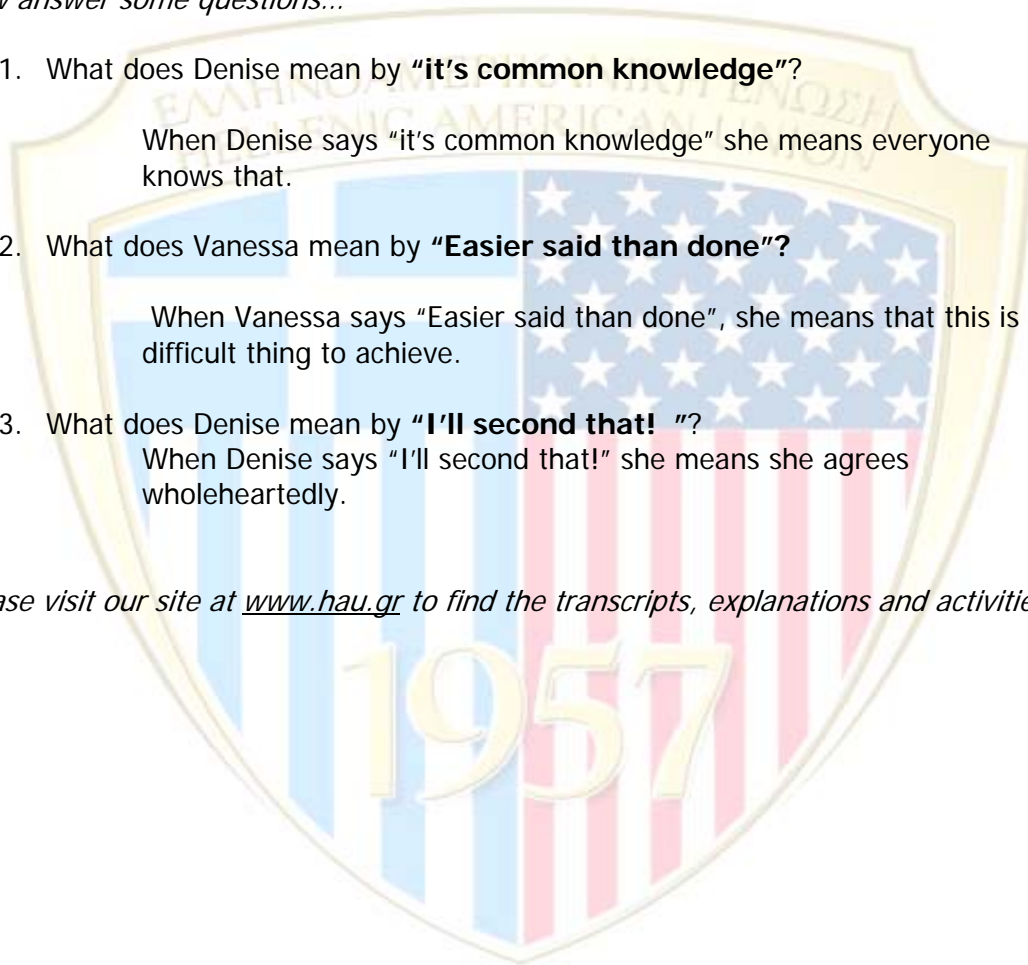 answer some questions...
1. What does Denise mean by “it’s common knowledge”?
When Denise says “it’s common knowledge” she means everyone
knows that.
2. What does Vanessa mean by “Easier said than done”?
When Vanessa says “Easier said than done”, she means that this is
difficult thing to achieve.
3. What does Denise mean by “I’ll second that! ”?
When Denise says “I’ll second that!” she means she agrees
wholeheartedly.
ase visit our site at www.hau.gr to find the transcripts, explanations and activitie
ΕΛΛΗΝΟΑΜΕΡΙΚΑΝΙΚΗ ΕΝΩΣΗ
HELLENIC AMERICAN UNION
1957